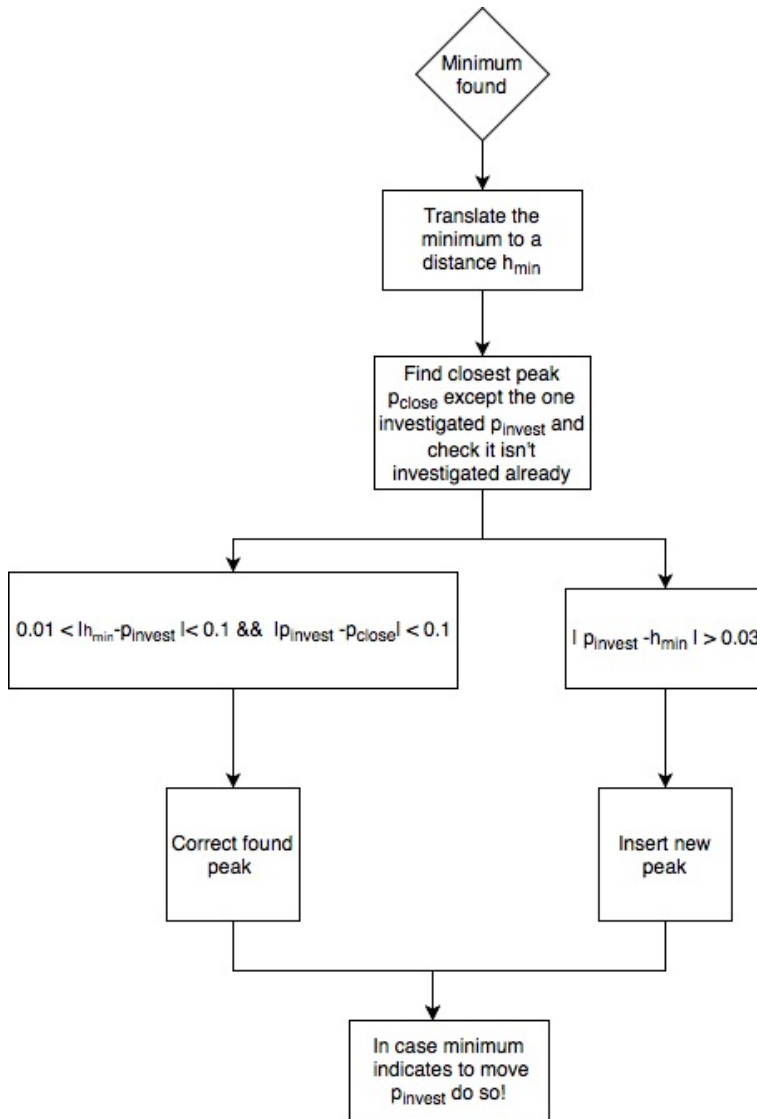 Minimum
found
Translate the
minimum to a
distance hmin
Find closest peak
pclose except the one
investigated pinvest and
check it isn't
investigated already
0.01 < |hmin-pinvest |< 0.1 && |pinvest -pclose| < 0.1
| pinvest -hmin | > 0.03
Correct found
peak
Insert new
peak
In case minimum
indicates to move
pinvest do so!